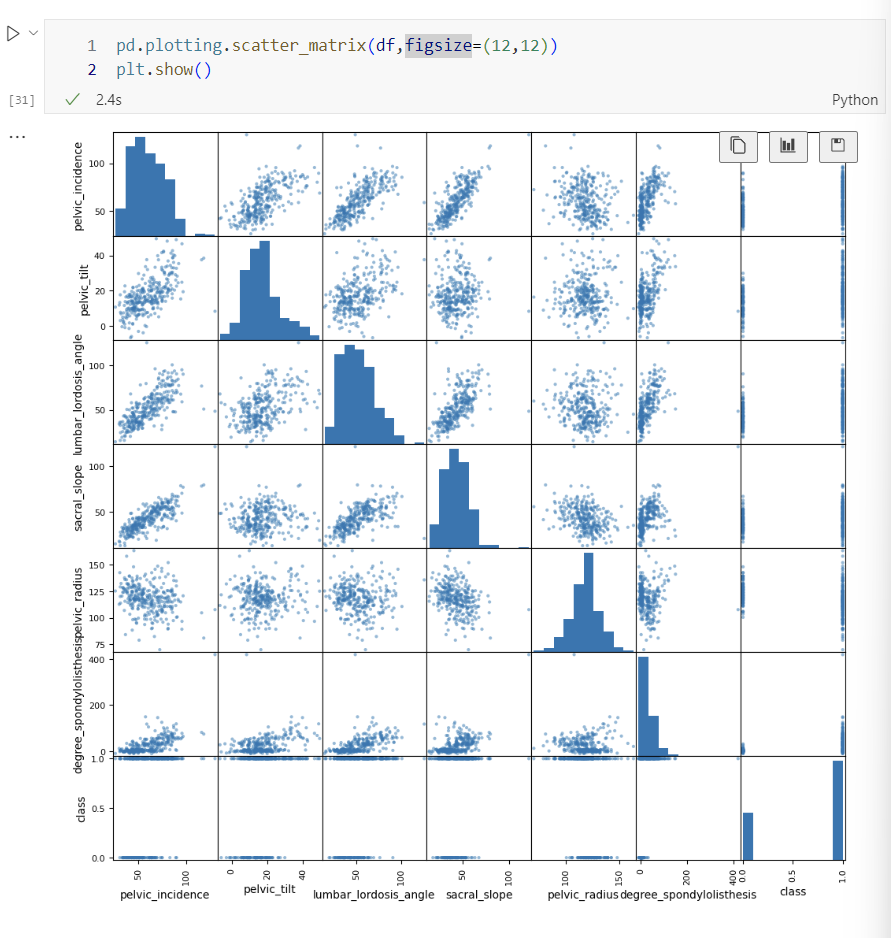 1 pd.plotting.scatter_matrix(df,figsize=(12,12))
2 plt.show()
[31] 2.4s Python
...
pelvic_incidence
100
50
pelvic_tilt
40
20
0
lumbar_lordosis_angle
100
50
sacral_slope
100
50
pelvic_radius
150
125
100
75
degree_spondylolisthesis
400
200
0
class
1.0
0.5
0.0
50 100 0 20 40 50 100 50 100 100 150 0 200 400 0.0 0.5 1.0
pelvic_incidence pelvic_tilt lumbar_lordosis_angle sacral_slope pelvic_radius degree_spondylolisthesis class